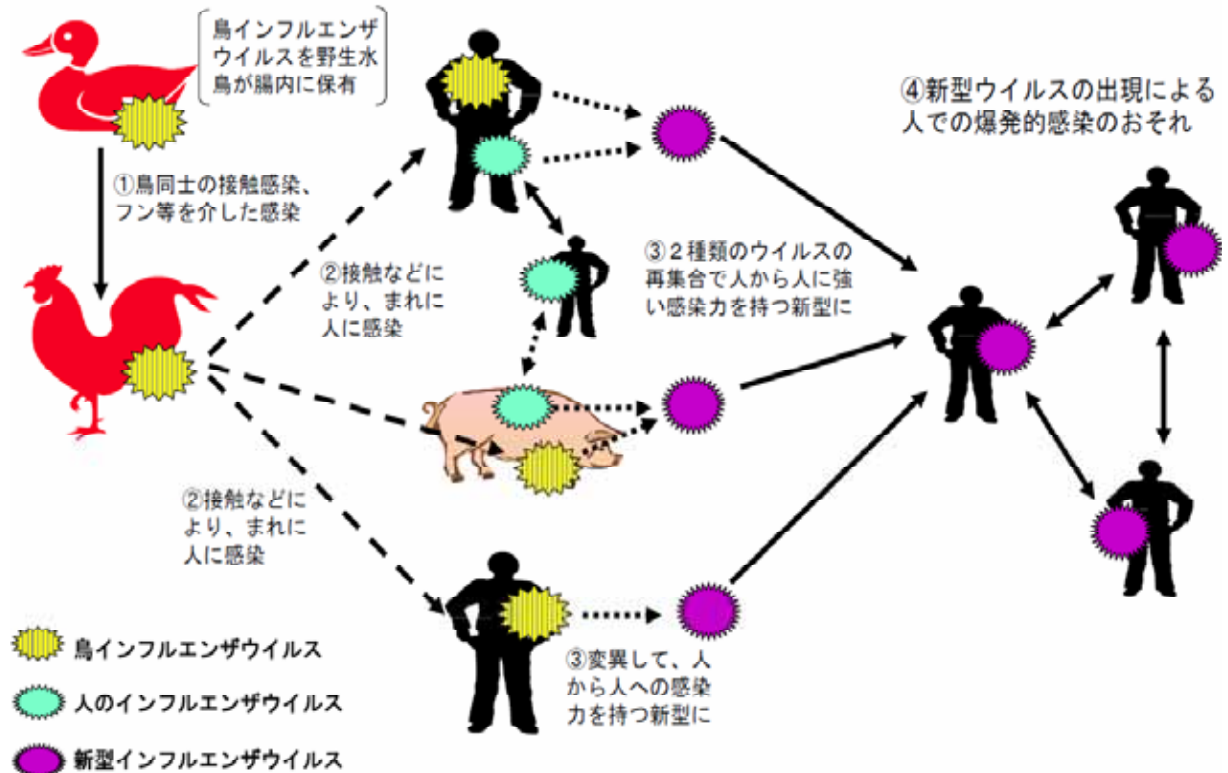 鳥インフルエンザ
ウイルスを野生水
鳥が腸内に保有
①鳥同士の接触感染、
フン等を介した感染
②接触などに
より、まれに
人に感染
③２種類のウイルスの
再集合で人から人に強
い感染力を持つ新型に
④新型ウイルスの出現による
人での爆発的感染のおそれ
②接触などに
より、まれに
人に感染
③変異して、人
から人への感染
力を持つ新型に
鳥インフルエンザウイルス
人のインフルエンザウイルス
新型インフルエンザウイルス